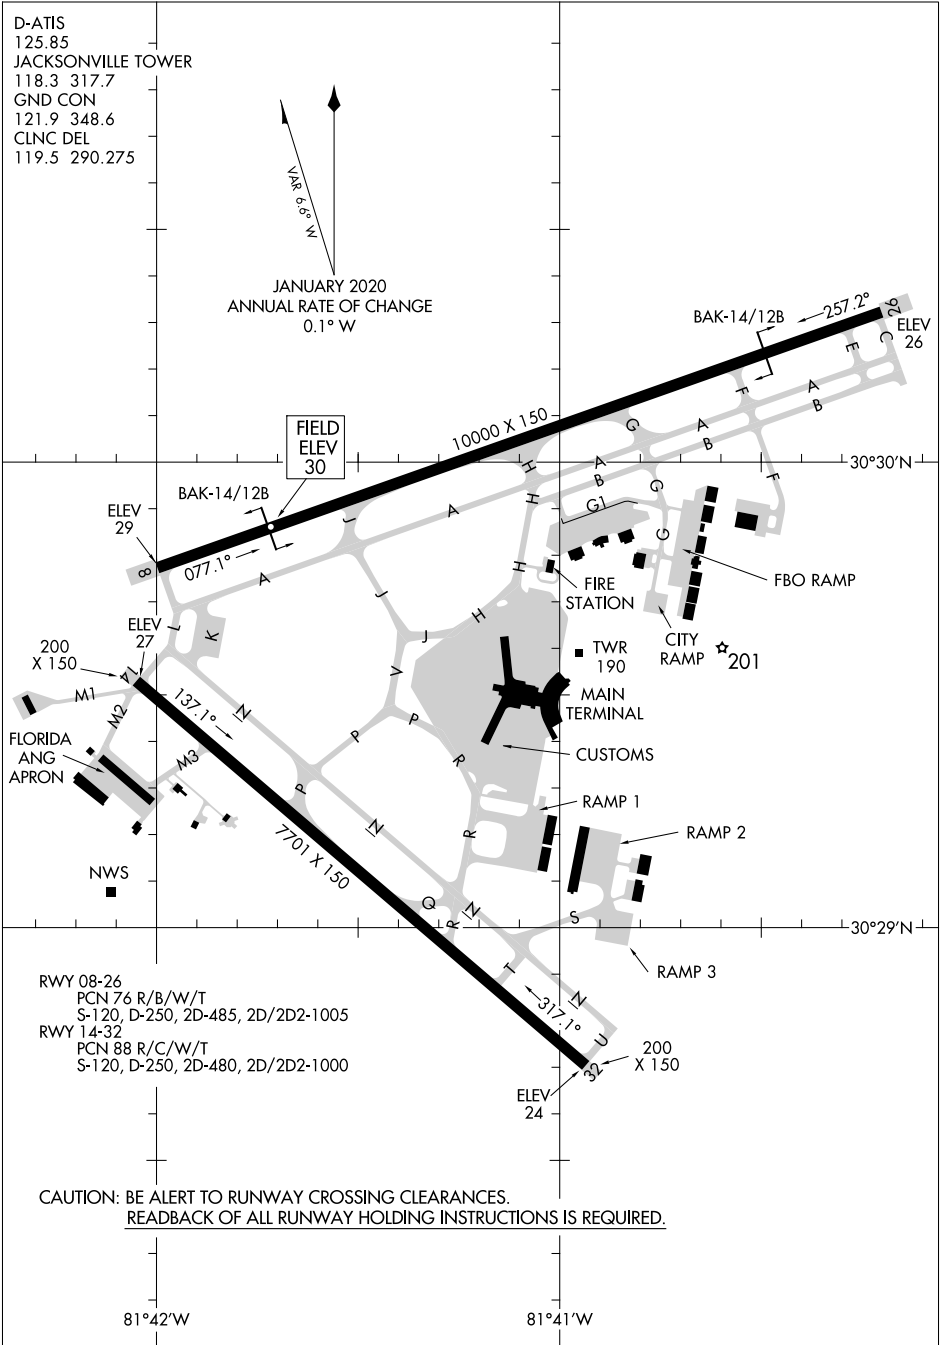 D-ATIS
125.85
JACKSONVILLE TOWER
118.3 317.7
GND CON
121.9 348.6
CLNC DEL
119.5 290.275
VAR 6.6° W
JANUARY 2020
ANNUAL RATE OF CHANGE
0.1° W
BAK-14/12B
257.2°
26
ELEV
26
C
E
F
A
B
10000 X 150
G
A
B
FIELD
ELEV
30
H
A
B
F
30°30'N
BAK-14/12B
G
G1
H
ELEV
29
J
A
G
8
077.1°
A
H
FIRE
STATION
FBO RAMP
J
H
CITY
RAMP
201
L
K
J
ELEV
27
200
X 150
TWR
190
14
M1
V
MAIN
TERMINAL
M2
137.1°
N
P
P
FLORIDA
ANG
APRON
M3
R
CUSTOMS
P
RAMP 1
7701 X 150
N
R
RAMP 2
NWS
Q
N
R
S
30°29'N
T
RAMP 3
RWY 08-26
PCN 76 R/B/W/T
S-120, D-250, 2D-485, 2D/2D2-1005
RWY 14-32
PCN 88 R/C/W/T
S-120, D-250, 2D-480, 2D/2D2-1000
317.1°
N
U
32
200
X 150
ELEV
24
CAUTION: BE ALERT TO RUNWAY CROSSING CLEARANCES.
READBACK OF ALL RUNWAY HOLDING INSTRUCTIONS IS REQUIRED.
81°42'W
81°41'W